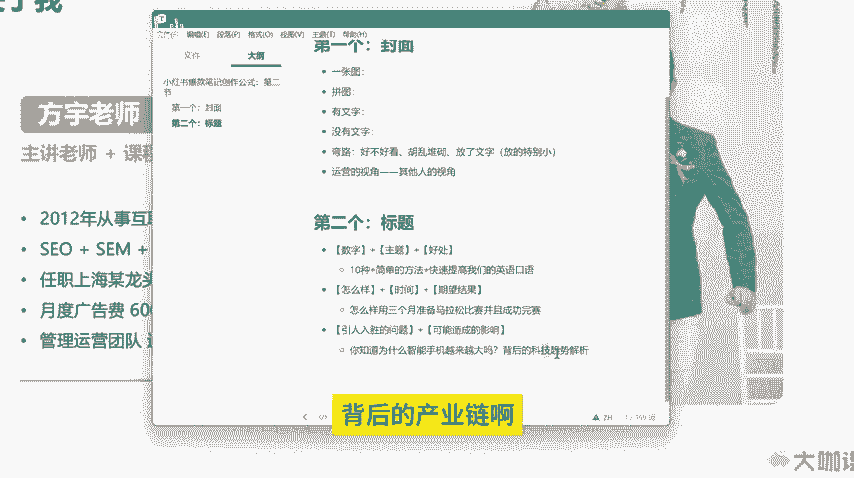 方宇老师
主讲老师 + 课程
2012年从事互联
SEO + SEM +
任职上海某龙头
月度广告费 600
管理运营团队
文件(F) 编辑(E) 段落(P) 格式(O) 视图(V) 主题(T) 帮助(H)
文件 大纲
小红书爆款笔记创作公式：第二
节
第一个：封面
第二个：标题
第一个：封面
一张图：
拼图：
有文字：
没有文字：
弯路：好不好看、胡乱堆砌、放了文字（放的特别小）
运营的视角——其他人的视角
第二个：标题
【数字】+【主题】+【好处】
10种+简单的方法+快速提高我们的英语口语
【怎么样】+【时间】+【期望结果】
怎么样用三个月准备马拉松比赛并且成功完赛
【引人入胜的问题】+【可能造成的影响】
你知道为什么智能手机越来越大吗？背后的科技趋势解析
背后的产业链啊
大咖课